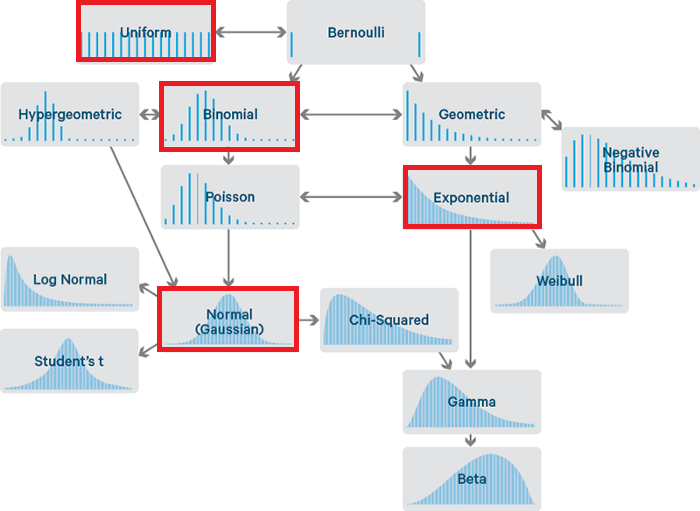 Uniform
Bernoulli
Hypergeometric
Binomial
Geometric
Negative
Binomial
Poisson
Exponential
Log Normal
Weibull
Normal
(Gaussian)
Chi-Squared
Student's t
Gamma
Beta